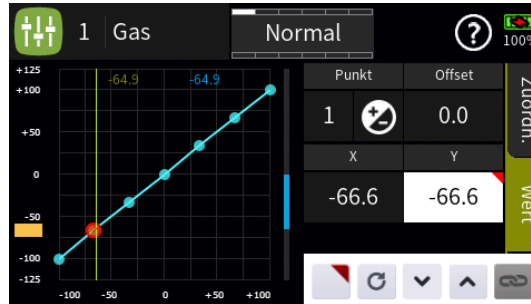 1 Gas
Normal
?
100%
+125
+100
+50
0
-50
-100
-125
-100 -50 0 +50 +100
-64.9 -64.9
Punkt Offset
1 0.0
X Y
-66.6 -66.6
Zuordn.
Wert